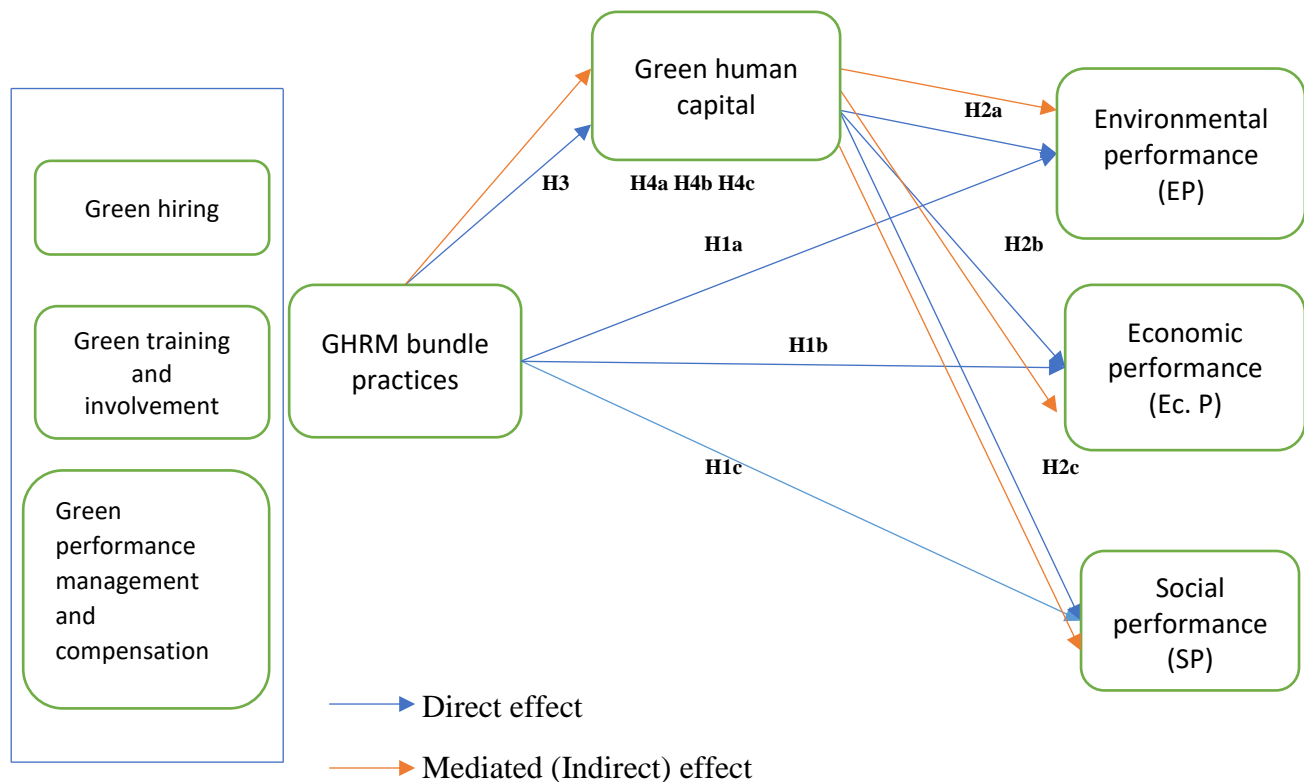 Green hiring
Green training
and
involvement
Green
performance
management
and
compensation
GHRM bundle
practices
Green human
capital
H3
H4a H4b H4c
H1a
H1b
H1c
H2a
H2b
H2c
Environmental
performance
(EP)
Economic
performance
(Ec. P)
Social
performance
(SP)
Direct effect
Mediated (Indirect) effect